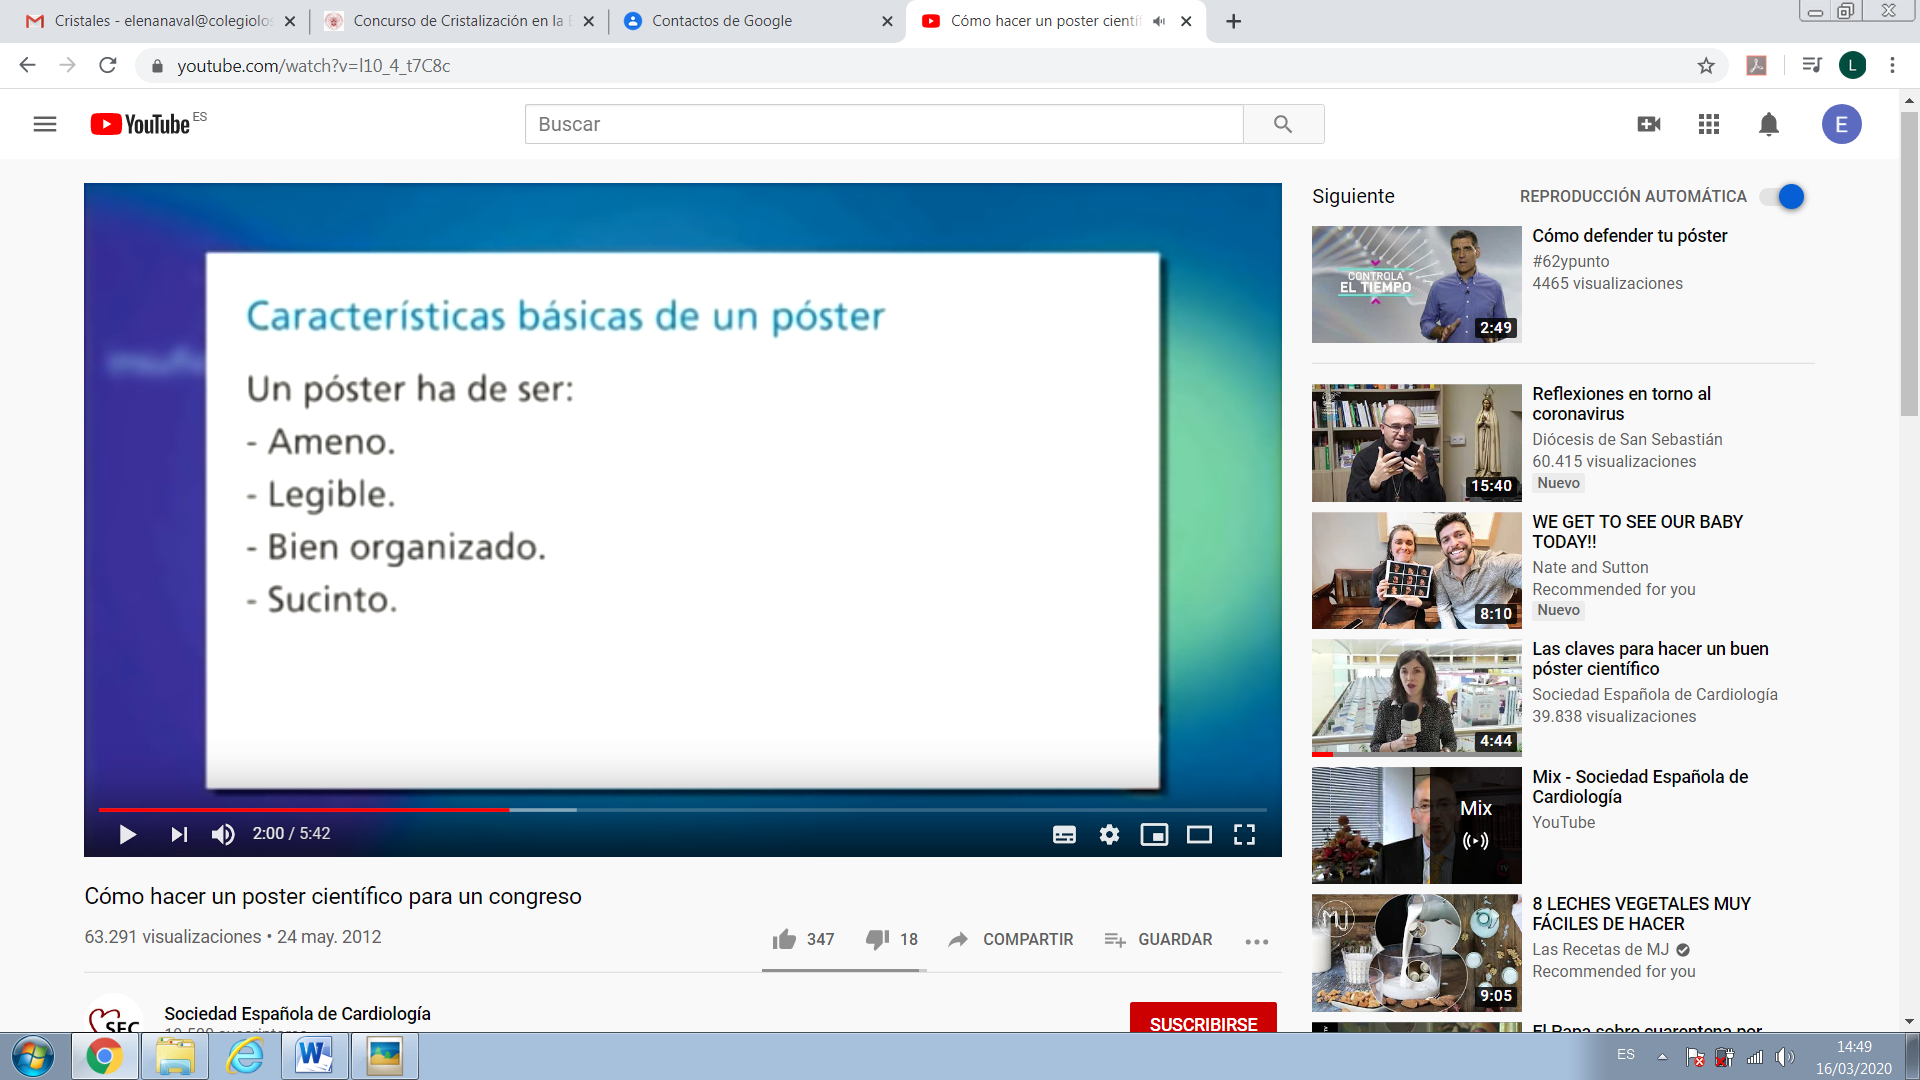 Cristales - elenanaval@colegiolo
Concurso de Cristalización en la
Contactos de Google
Cómo hacer un poster científ
youtube.com/watch?v=l10_4_t7C8c
L
YouTube ES
Buscar
E
Características básicas de un póster
Un póster ha de ser:
- Ameno.
- Legible.
- Bien organizado.
- Sucinto.
2:00 / 5:42
Cómo hacer un poster científico para un congreso
63.291 visualizaciones • 24 may. 2012
347
18
COMPARTIR
GUARDAR
SEC
Sociedad Española de Cardiología
SUSCRIBIRSE
Siguiente
REPRODUCCIÓN AUTOMÁTICA
CONTROLA
EL TIEMPO
2:49
Cómo defender tu póster
#62ypunto
4465 visualizaciones
15:40
Reflexiones en torno al
coronavirus
Diócesis de San Sebastián
60.415 visualizaciones
Nuevo
8:10
WE GET TO SEE OUR BABY
TODAY!!
Nate and Sutton
Recommended for you
Nuevo
4:44
Las claves para hacer un buen
póster científico
Sociedad Española de Cardiología
39.838 visualizaciones
Mix
Mix - Sociedad Española de
Cardiología
YouTube
MJ
9:05
8 LECHES VEGETALES MUY
FÁCILES DE HACER
Las Recetas de MJ
Recommended for you
El Papa sobre cuarentena por
ES
14:49
16/03/2020